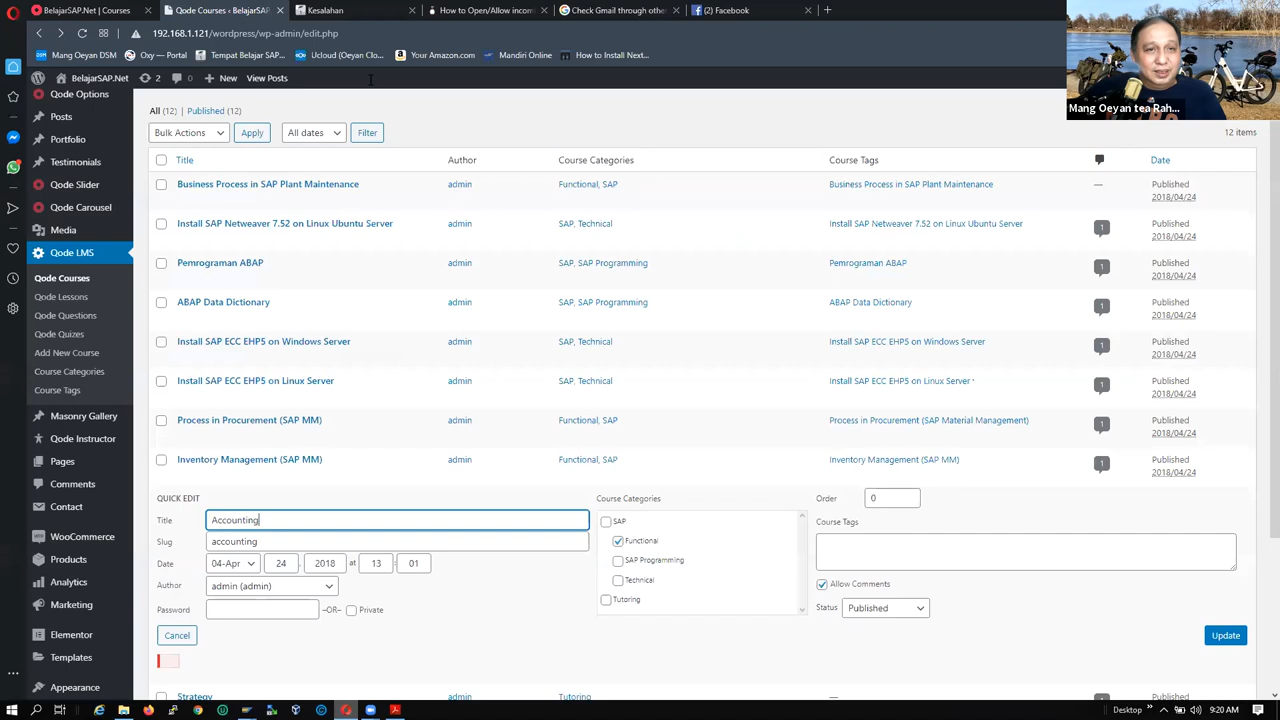 BelajarSAP.Net | Kursus
Qode Courses ‹ BelajarSAP
Kesalahan
How to Open/Allow incom
Check Gmail through other
(2) Facebook
192.168.1.121/wordpress/wp-admin/edit.php
Mang Oeyan DSM
Oxy — Portal
Tempat Belajar SAP...
Ucloud (Oeyan Clo...
Your Amazon.com
Mandiri Online
How to Install Nex...
Mang Oeyan tea Rah...
BelajarSAP.Net
2
0
New
View Posts
Qode Options
Posts
Portfolio
Testimonials
Qode Slider
Qode Carousel
Media
Qode LMS
Qode Courses
Qode Lessons
Qode Questions
Qode Quizes
Add New Course
Course Categories
Course Tags
Masonry Gallery
Qode Instructor
Pages
Comments
Contact
WooCommerce
Products
Analytics
Marketing
Elementor
Templates
Appearance
All (12) | Published (12)
Bulk Actions
Apply
All dates
Filter
12 items
Title Author Course Categories Course Tags Date
Business Process in SAP Plant Maintenance admin Functional, SAP Business Process in SAP Plant Maintenance — Published
2018/04/24
Install SAP Netweaver 7.52 on Linux Ubuntu Server admin SAP, Technical Install SAP Netweaver 7.52 on Linux Ubuntu Server 1 Published
2018/04/24
Pemrograman ABAP admin SAP, SAP Programming Pemrograman ABAP 1 Published
2018/04/24
ABAP Data Dictionary admin SAP, SAP Programming ABAP Data Dictionary 1 Published
2018/04/24
Install SAP ECC EHP5 on Windows Server admin SAP, Technical Install SAP ECC EHP5 on Windows Server 1 Published
2018/04/24
Install SAP ECC EHP5 on Linux Server admin SAP, Technical Install SAP ECC EHP5 on Linux Server 1 Published
2018/04/24
Process in Procurement (SAP MM) admin Functional, SAP Process in Procurement (SAP Material Management) 1 Published
2018/04/24
Inventory Management (SAP MM) admin Functional, SAP Inventory Management (SAP MM) 1 Published
2018/04/24
QUICK EDIT
Title Accounting
Slug accounting
Date 04-Apr 24 , 2018 at 13 : 01
Author admin (admin)
Password –OR– Private
Cancel
Course Categories
SAP
Functional
SAP Programming
Technical
Tutoring
Order 0
Course Tags
Allow Comments
Status Published
Update
Strategy admin Tutoring — Published
Desktop
9:20 AM